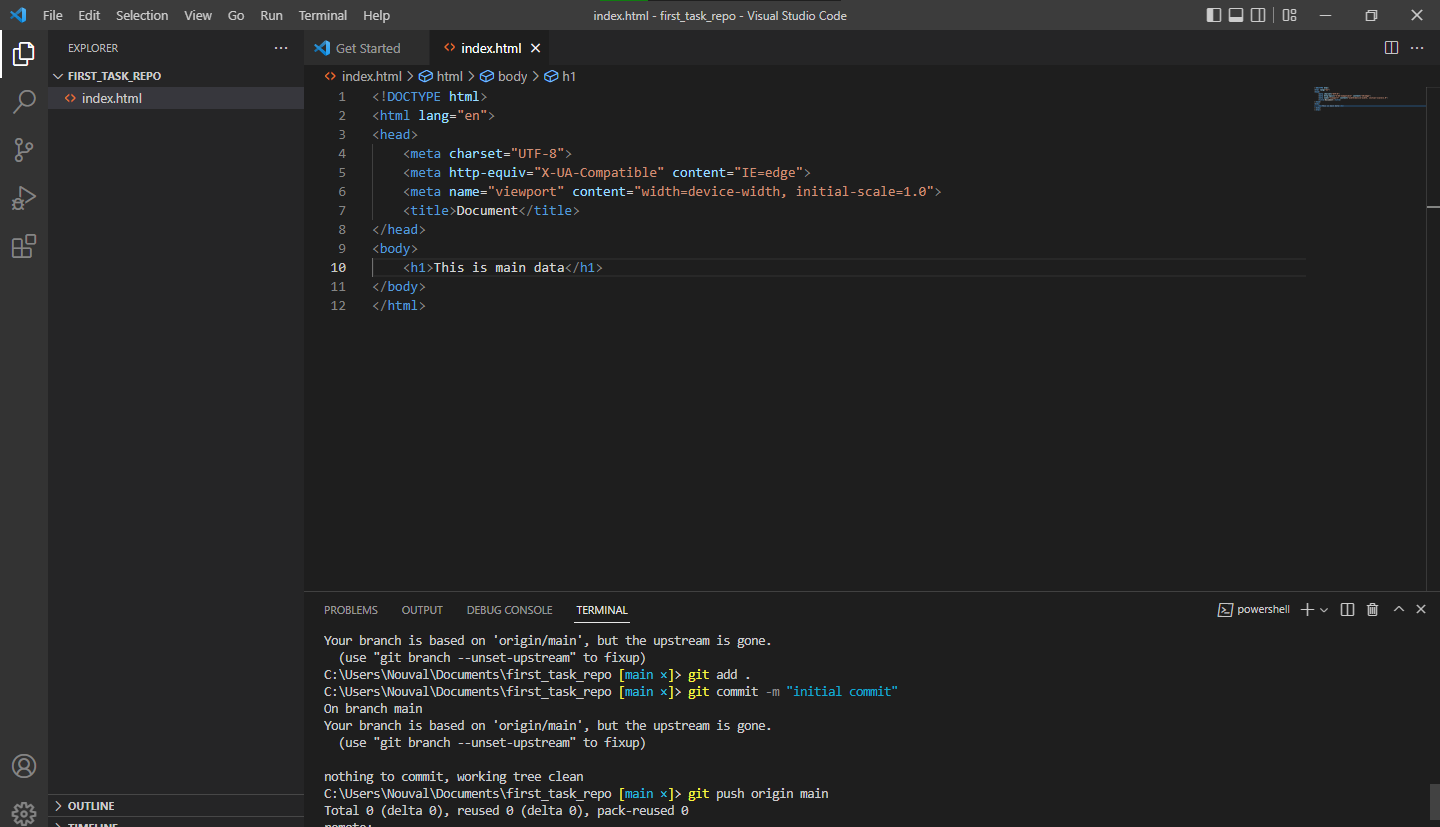 File Edit Selection View Go Run Terminal Help
index.html - first_task_repo - Visual Studio Code
EXPLORER
FIRST_TASK_REPO
index.html
OUTLINE
TIMELINE
Get Started
index.html
index.html > html > body > h1
1 <!DOCTYPE html>
2 <html lang="en">
3 <head>
4 <meta charset="UTF-8">
5 <meta http-equiv="X-UA-Compatible" content="IE=edge">
6 <meta name="viewport" content="width=device-width, initial-scale=1.0">
7 <title>Document</title>
8 </head>
9 <body>
10 <h1>This is main data</h1>
11 </body>
12 </html>
PROBLEMS OUTPUT DEBUG CONSOLE TERMINAL
powershell
Your branch is based on 'origin/main', but the upstream is gone.
(use "git branch --unset-upstream" to fixup)
C:\Users\Nouval\Documents\first_task_repo [main ×]> git add .
C:\Users\Nouval\Documents\first_task_repo [main ×]> git commit -m "initial commit"
On branch main
Your branch is based on 'origin/main', but the upstream is gone.
(use "git branch --unset-upstream" to fixup)
nothing to commit, working tree clean
C:\Users\Nouval\Documents\first_task_repo [main ×]> git push origin main
Total 0 (delta 0), reused 0 (delta 0), pack-reused 0
remote: